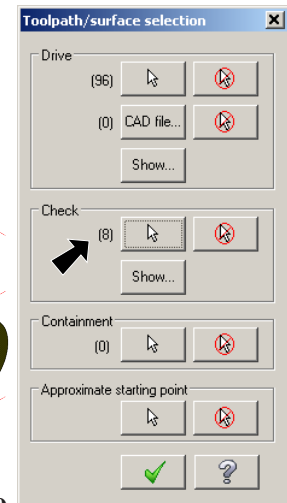 Toolpath/surface selection
Drive
(96)
(0) CAD file...
Show...
Check
(8)
Show...
Containment
(0)
Approximate starting point